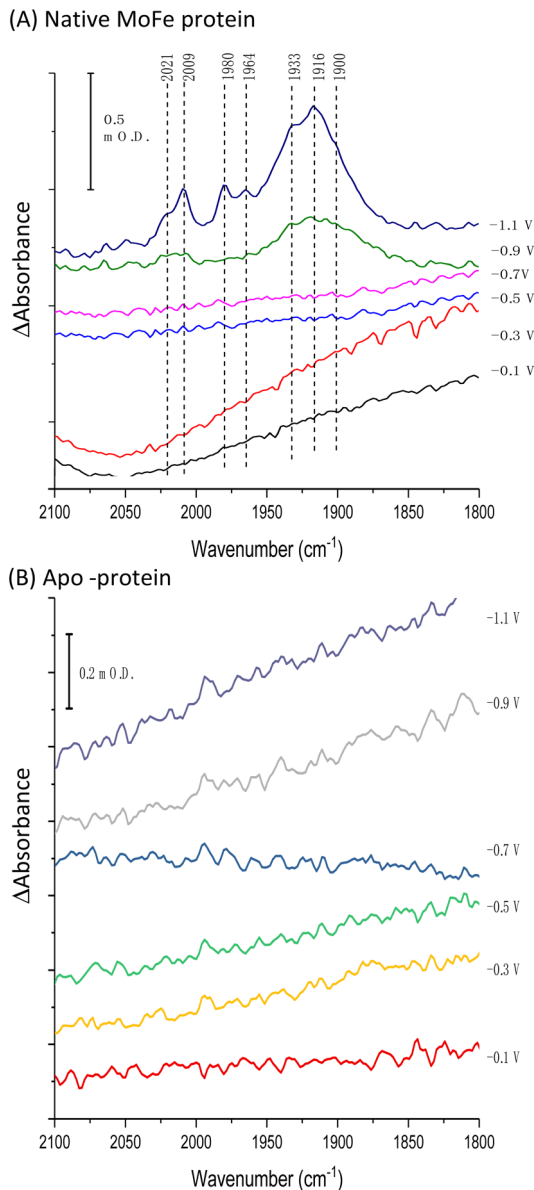 (A) Native MoFe protein
2021
2009
1980
1964
1933
1916
1900
0.5
m O.D.
-1.1 V
-0.9 V
-0.7V
-0.5 V
-0.3 V
-0.1 V
ΔAbsorbance
2100 2050 2000 1950 1900 1850 1800
Wavenumber (cm-1)
(B) Apo -protein
0.2 m O.D.
-1.1 V
-0.9 V
-0.7 V
-0.5 V
-0.3 V
-0.1 V
ΔAbsorbance
2100 2050 2000 1950 1900 1850 1800
Wavenumber (cm-1)